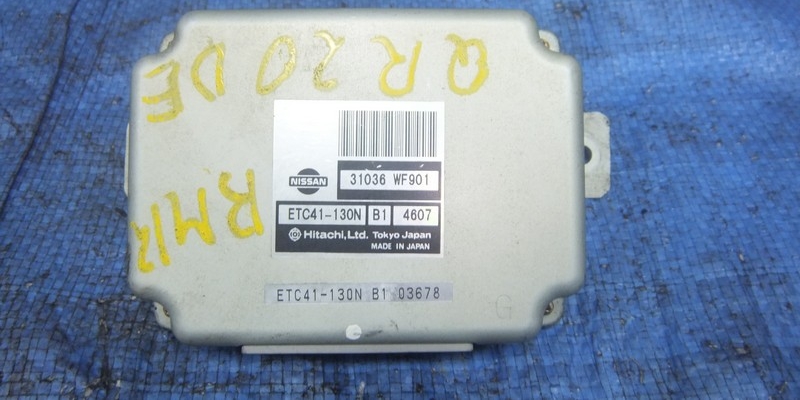 QR20DE
RM12
NISSAN
31036 WF901
ETC41-130N B1 4607
Hitachi,Ltd. Tokyo Japan
MADE IN JAPAN
ETC41-130N B1 03678
G